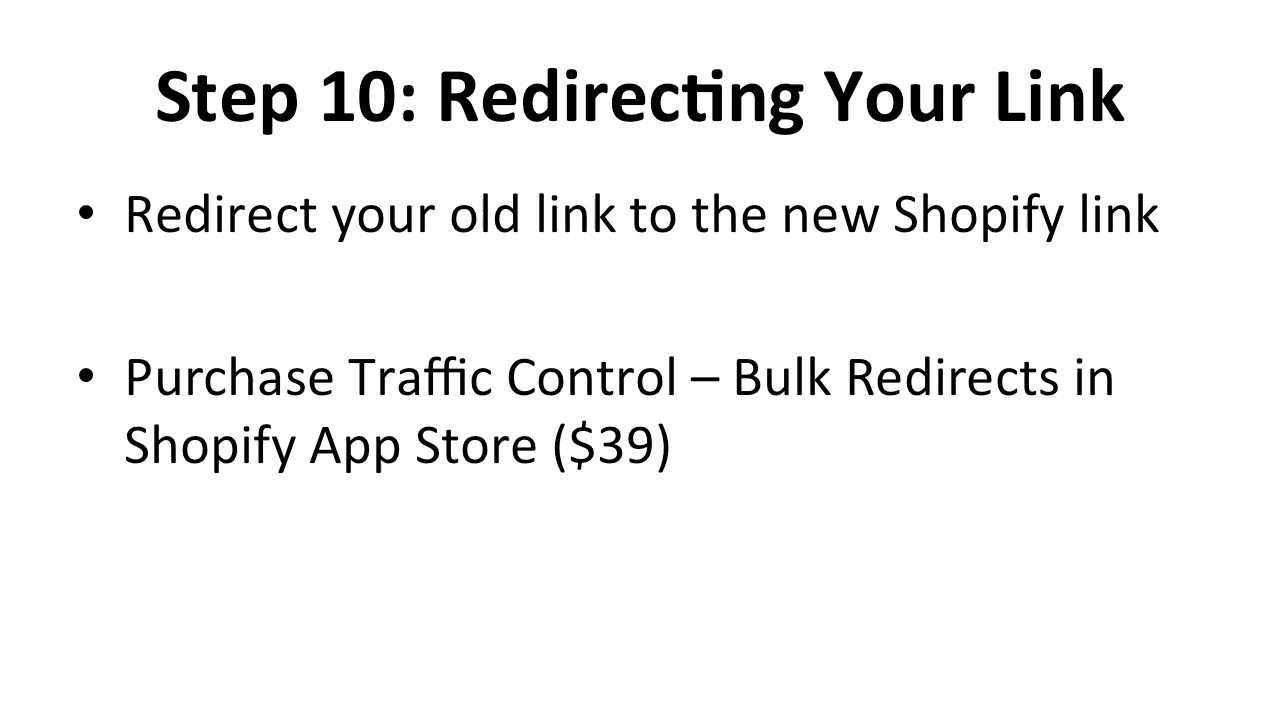 Step 10: Redirecting Your Link
• Redirect your old link to the new Shopify link
• Purchase Traffic Control – Bulk Redirects in
Shopify App Store ($39)